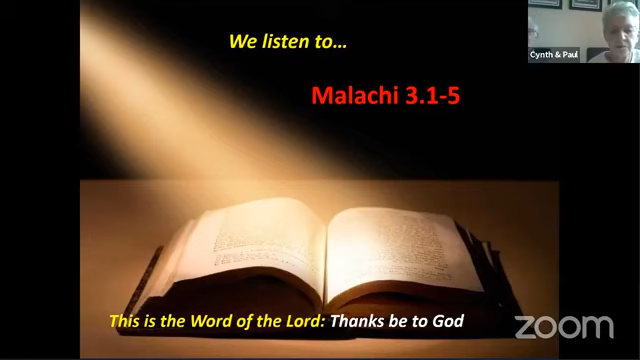 We listen to...
Cynth & Paul
Malachi 3.1-5
This is the Word of the Lord: Thanks be to God
zoom